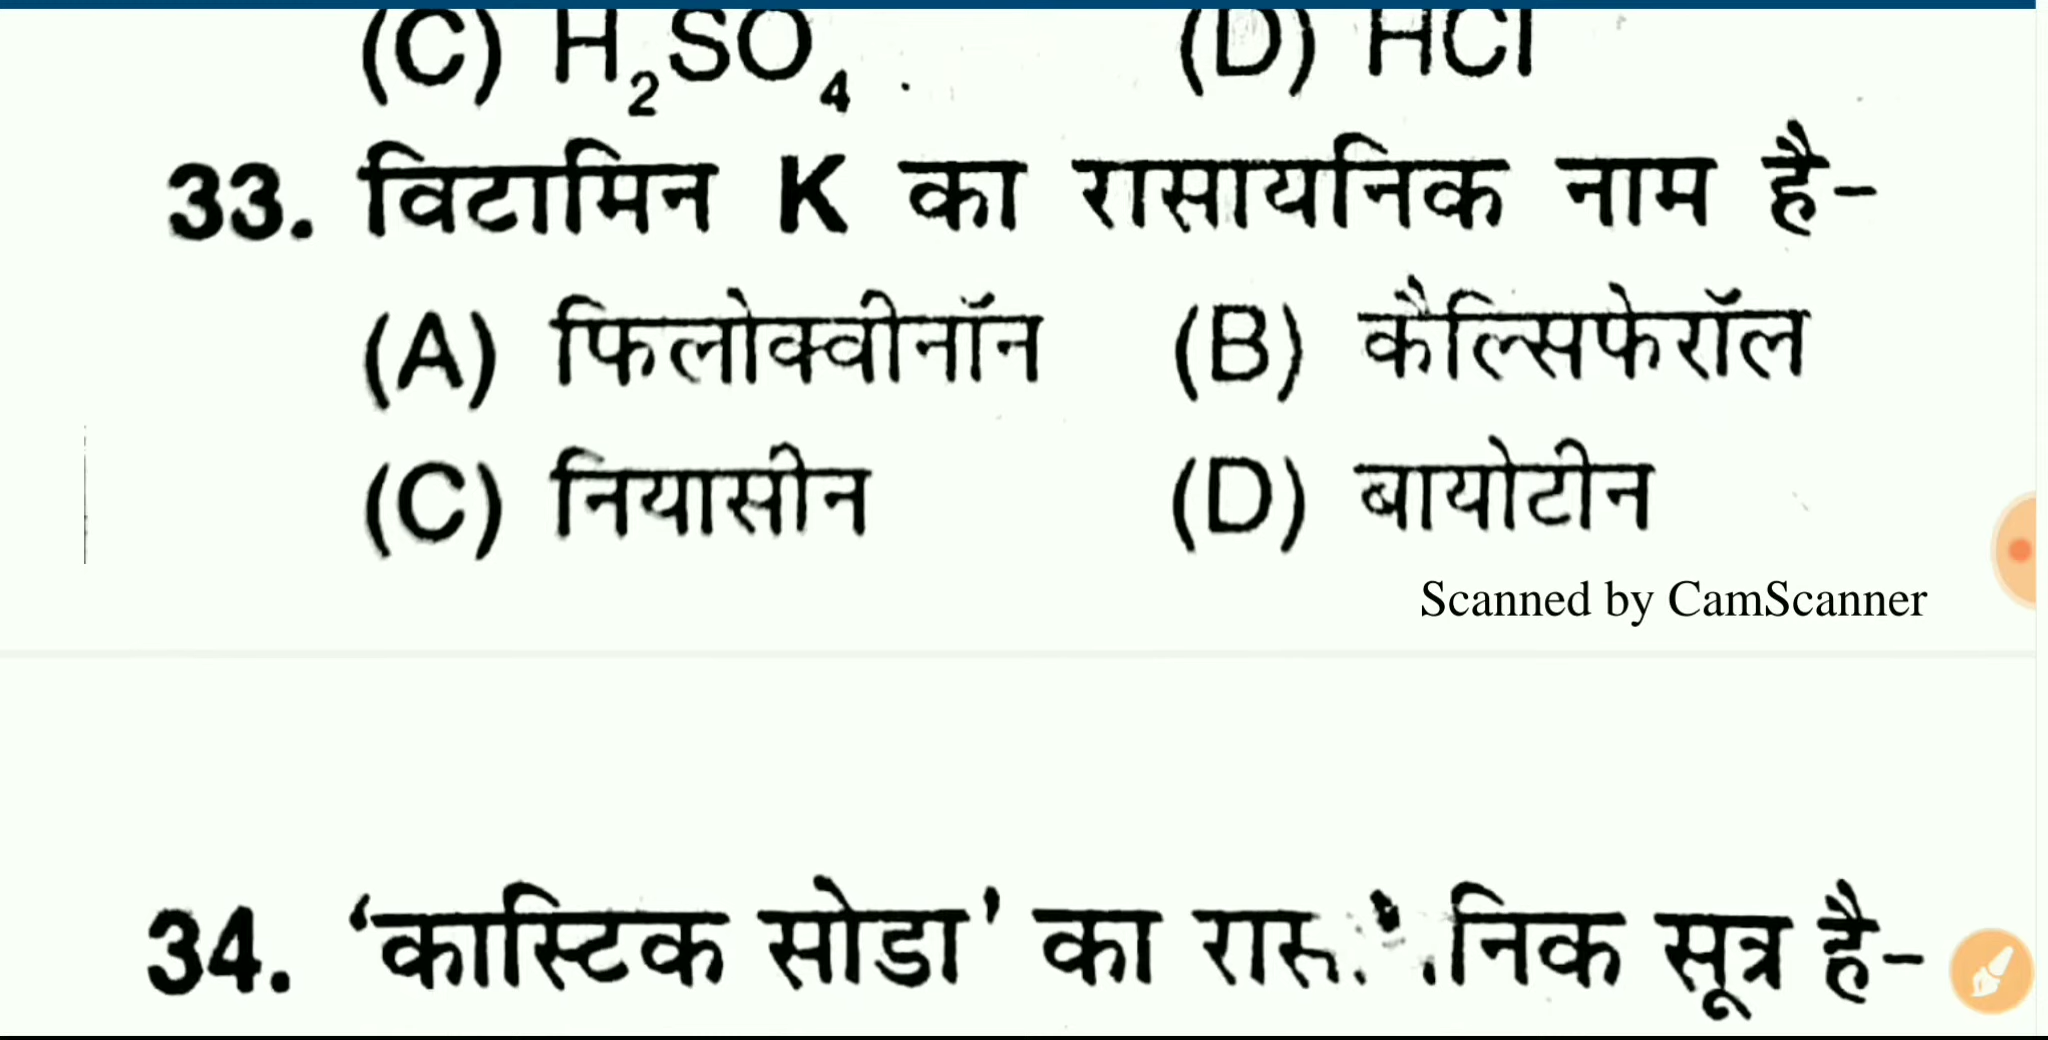 (C) H₂SO₄ (D) HCl
33. विटामिन K का रासायनिक नाम है-
(A) फिलोक्वीनॉन (B) कैल्सिफेरॉल
(C) नियासीन (D) बायोटीन
Scanned by CamScanner
34. 'कास्टिक सोडा' का सूत्र है-